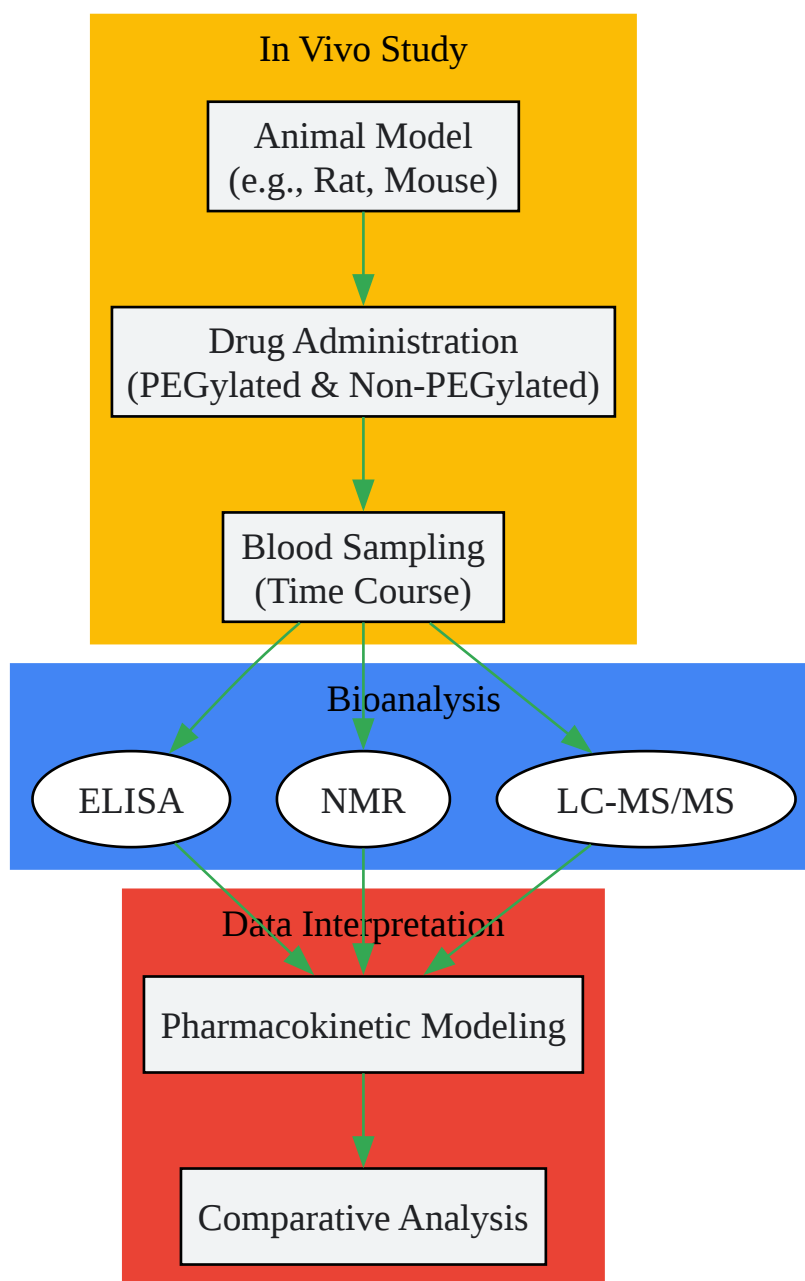 In Vivo Study
Animal Model
(e.g., Rat, Mouse)
Drug Administration
(PEGylated & Non-PEGylated)
Blood Sampling
(Time Course)
Bioanalysis
ELISA
NMR
LC-MS/MS
Data Interpretation
Pharmacokinetic Modeling
Comparative Analysis